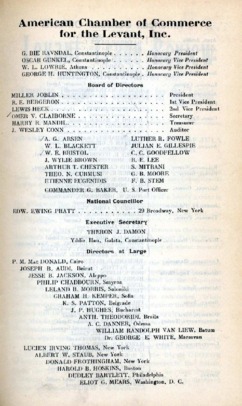 American Chamber of Commerce
for the Levant, Inc.
G. BIE RAVNDAL, Constantinople . Honorary President
OSCAR GUNKEL, Constantinople . Honorary Vice President
W. L. LOWRIE, Athens . . . Honorary Vice President
GEORGE H. HUNTINGTON, Constantinople . Honorary Vice President
Board of Directors
MILLER JOBLIN . . . President
S. E. BERGERON . . . 1st Vice President
LEWIS HECK . . . 2nd Vice President
OMER V. CLAIBORNE . . . Secretary
HARRY R. MANDIL . . . Treasurer
J. WESLEY CONN . . . Auditor
A. G. ABSEN LUTHER R. FOWLE
W. L. BLACKETT JULIAN E. GILLESPIE
W. E. BRISTOL C. C. GOODFELLOW
J. WYLIE BROWN B. F. LEE
ARTHUR T. CHESTER S. MITRANI
THEO. N. CURMUSI G. B. MOORE
ETIENNE EUGENIDIS F. B. STEM
COMMANDER G. BAKER, U. S. Port Officer
National Councillor
EDW. EWING PRATT . . . 29 Broadway, New York
Executive Secretary
THERON J. DAMON
Yildiz Han, Galata, Constantinople
Directors at Large
P. M. Mac DONALD, Cairo
JOSEPH B. AUDI, Beirut
JESSE B. JACKSON, Aleppo
PHILIP CHADBOURN, Smyrna
LELAND B. MORRIS, Saloniki
GRAHAM H. KEMPER, Sofia
K. S. PATTON, Belgrade
J. P. HUGHES, Bucharest
ANTH. THEODORIDI, Braila
A. C. DANNER, Odessa
WILLIAM RANDOLPH VAN LIEW, Batum
Dr. GEORGE E. WHITE, Marsovan
LUCIEN IRVING THOMAS, New York
ALBERT W. STAUB, New York
DONALD FROTHINGHAM, New York
HAROLD B. HOSKINS, Boston
DUDLEY BARTLETT, Philadelphia
ELIOT G. MEARS, Washington, D. C.